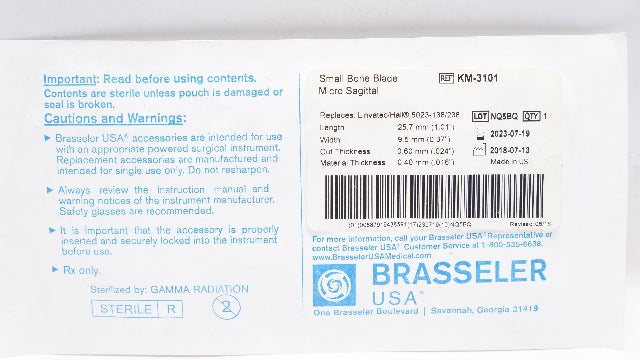 Important: Read before using contents.
Contents are sterile unless pouch is damaged or
seal is broken.
Cautions and Warnings:
Brasseler USA® accessories are intended for use
with an appropriate powered surgical instrument.
Replacement accessories are manufactured and
intended for single use only. Do not resharpen.
Always review the instruction manual and
warning notices of the instrument manufacturer.
Safety glasses are recommended.
It is important that the accessory is properly
inserted and securely locked into the instrument
before use.
Rx only.
Sterilized by: GAMMA RADIATION
STERILE R
2
Small Bone Blade
Micro Sagittal
REF KM-3101
Replaces: Linvatec/Hall® 5023-138/238
LOT NQ5BQ QTY 1
Length 25.7 mm (1.01")
Width 9.5 mm (0.37")
Cut Thickness 0.60 mm (.024")
Material Thickness 0.40 mm (.016")
2023-07-19
2018-07-13
Made in US
For more information, call your Brasseler USA® Representative or
contact Brasseler USA® Customer Service at 1-800-535-6638.
www.BrasselerUSAMedical.com
BRASSELER
USA®
One Brasseler Boulevard | Savannah, Georgia 31419